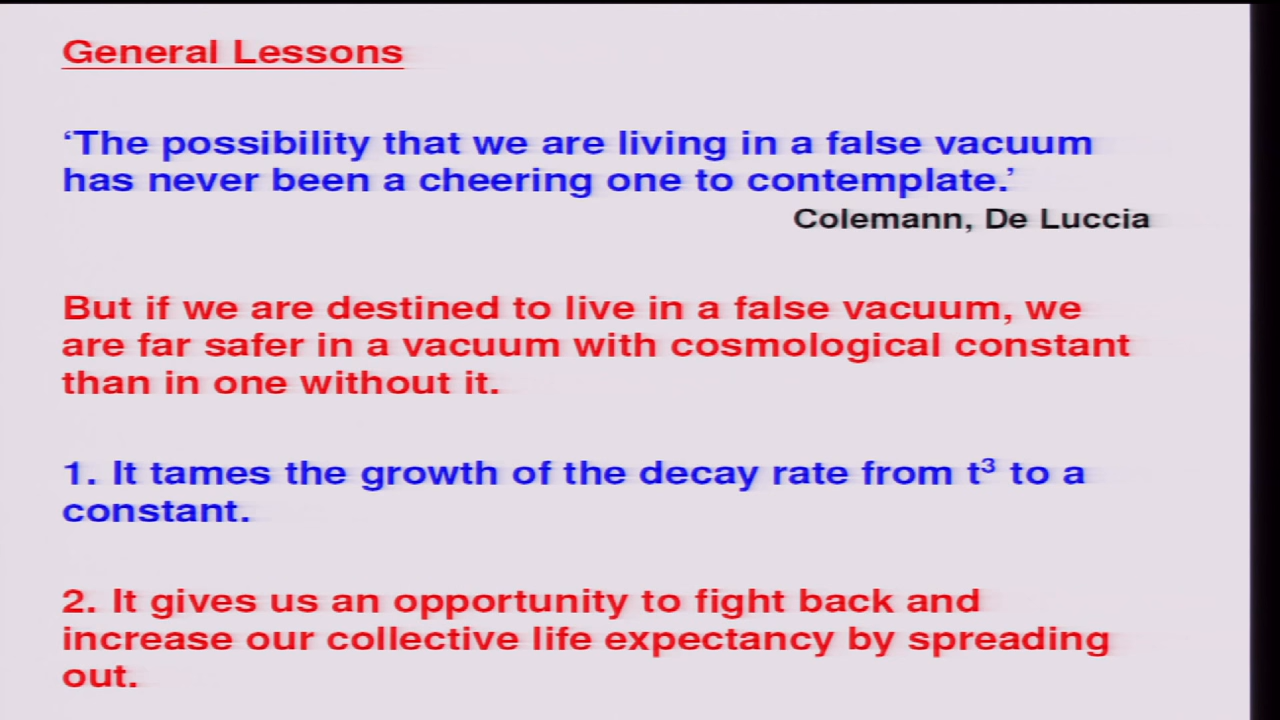 General Lessons
‘The possibility that we are living in a false vacuum
has never been a cheering one to contemplate.’
Colemann, De Luccia
But if we are destined to live in a false vacuum, we
are far safer in a vacuum with cosmological constant
than in one without it.
1. It tames the growth of the decay rate from t³ to a
constant.
2. It gives us an opportunity to fight back and
increase our collective life expectancy by spreading
out.